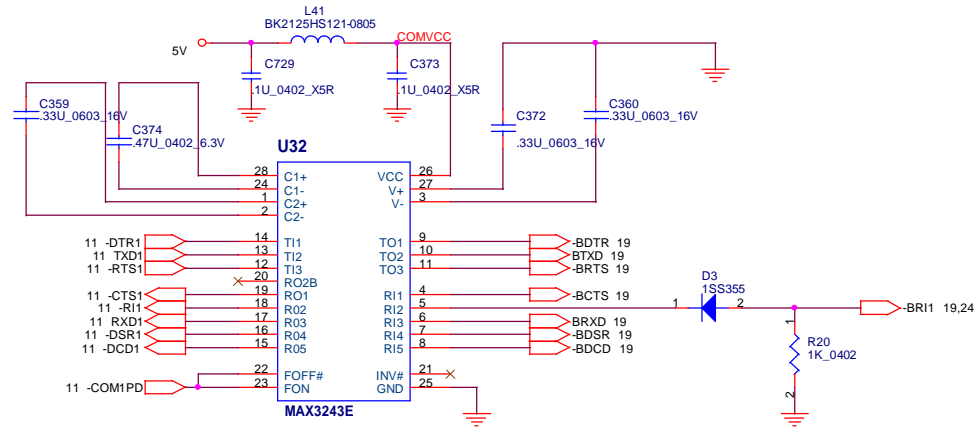 L41
BK2125HS121-0805
COMVCC
5V
C729
.1U_0402_X5R
C373
.1U_0402_X5R
C359
.33U_0603_16V
C374
.47U_0402_6.3V
C372
.33U_0603_16V
C360
.33U_0603_16V
U32
28 C1+ VCC 26
24 C1- V+ 27
1 C2+ V- 3
2 C2-
11 -DTR1 14 TI1 TO1 9 -BDTR 19
11 TXD1 13 TI2 TO2 10 BTXD 19
11 -RTS1 12 TI3 TO3 11 -BRTS 19
20 RO2B
11 -CTS1 19 RO1 RI1 4 -BCTS 19
11 -RI1 18 R02 RI2 5
11 RXD1 17 R03 RI3 6 BRXD 19
11 -DSR1 16 R04 RI4 7 -BDSR 19
11 -DCD1 15 R05 RI5 8 -BDCD 19
22 FOFF# INV# 21
11 -COM1PD 23 FON GND 25
MAX3243E
D3
1SS355
1 2
-BRI1 19,24
1
R20
1K_0402
2